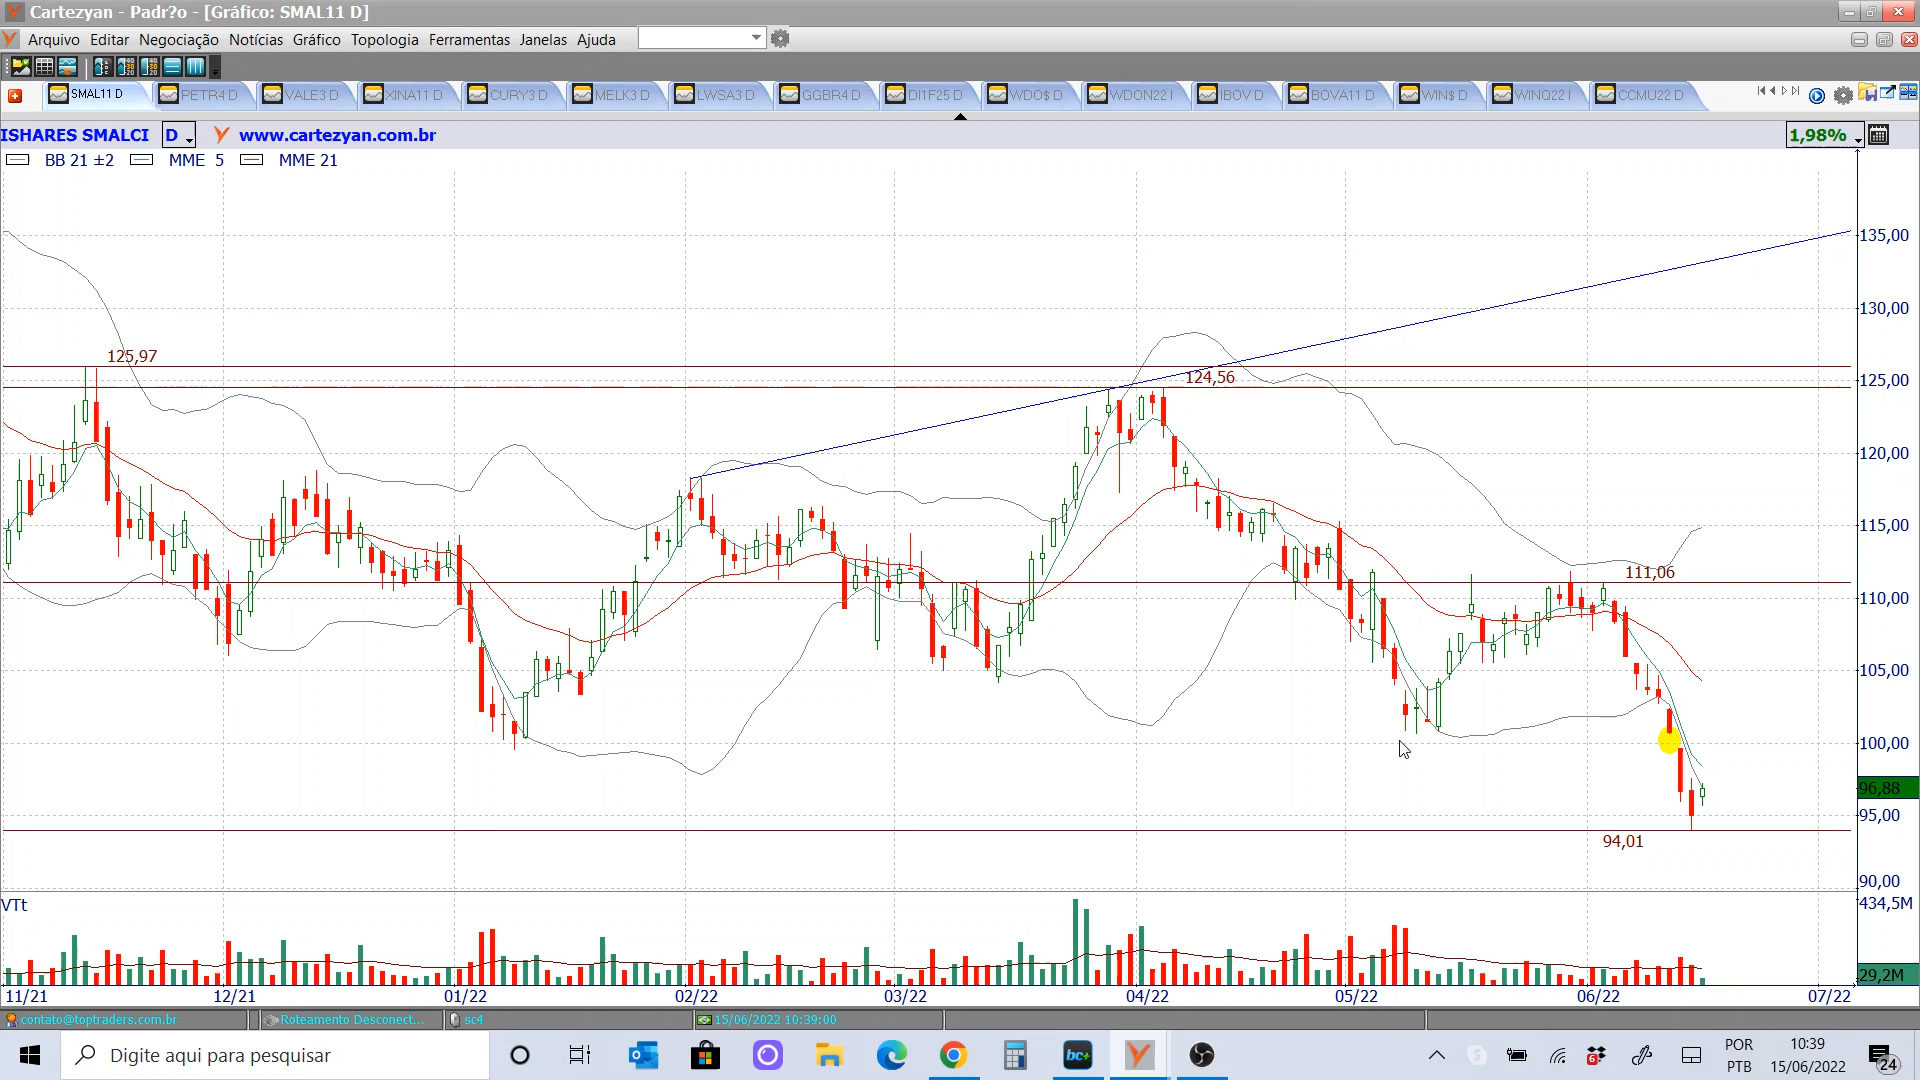 Cartezyan - Padr?o - [Gráfico: SMAL11 D]
Arquivo Editar Negociação Notícias Gráfico Topologia Ferramentas Janelas Ajuda
SMAL11 D PETR4 D VALE3 D XINA11 D CURY3 D MELK3 D LWSA3 D GGBR4 D DI1F25 D WDO$ D WDON22 I IBOV D BOVA11 D WIN$ D WINQ22 I CCMU22 D
ISHARES SMALCI D www.cartezyan.com.br 1,98%
BB 21 ±2 MME 5 MME 21
135,00
130,00
125,97
124,56
125,00
120,00
115,00
111,06
110,00
105,00
100,00
96,88
95,00
94,01
90,00
VTt
434,5M
29,2M
11/21 12/21 01/22 02/22 03/22 04/22 05/22 06/22 07/22
contato@toptraders.com.br Roteamento Desconect... sc4 15/06/2022 10:39:00
Digite aqui para pesquisar
bc+
6
POR
PTB
10:39
15/06/2022
24